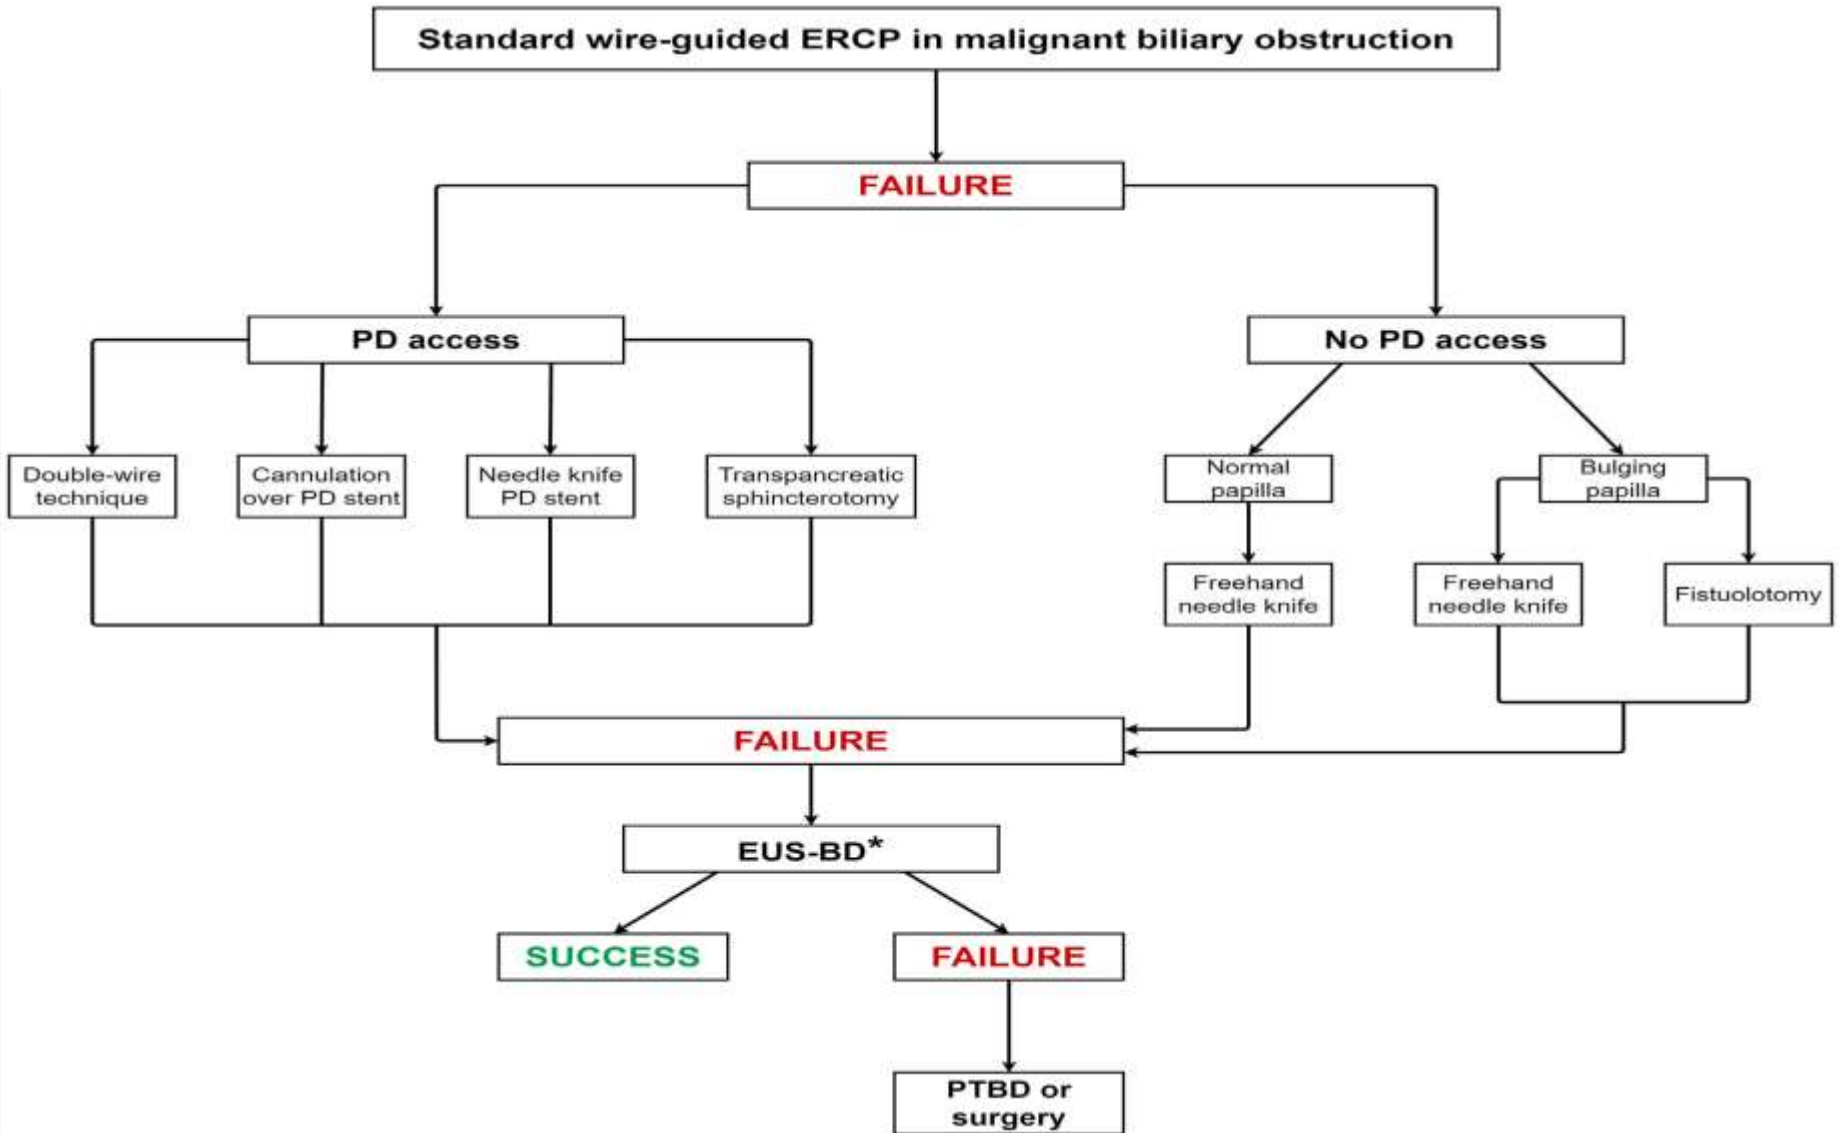 Standard wire-guided ERCP in malignant biliary obstruction
FAILURE
PD access
No PD access
Double-wire
technique
Cannulation
over PD stent
Needle knife
PD stent
Transpancreatic
sphincterotomy
Normal
papilla
Bulging
papilla
Freehand
needle knife
Freehand
needle knife
Fistuolotomy
FAILURE
EUS-BD*
SUCCESS
FAILURE
PTBD or
surgery